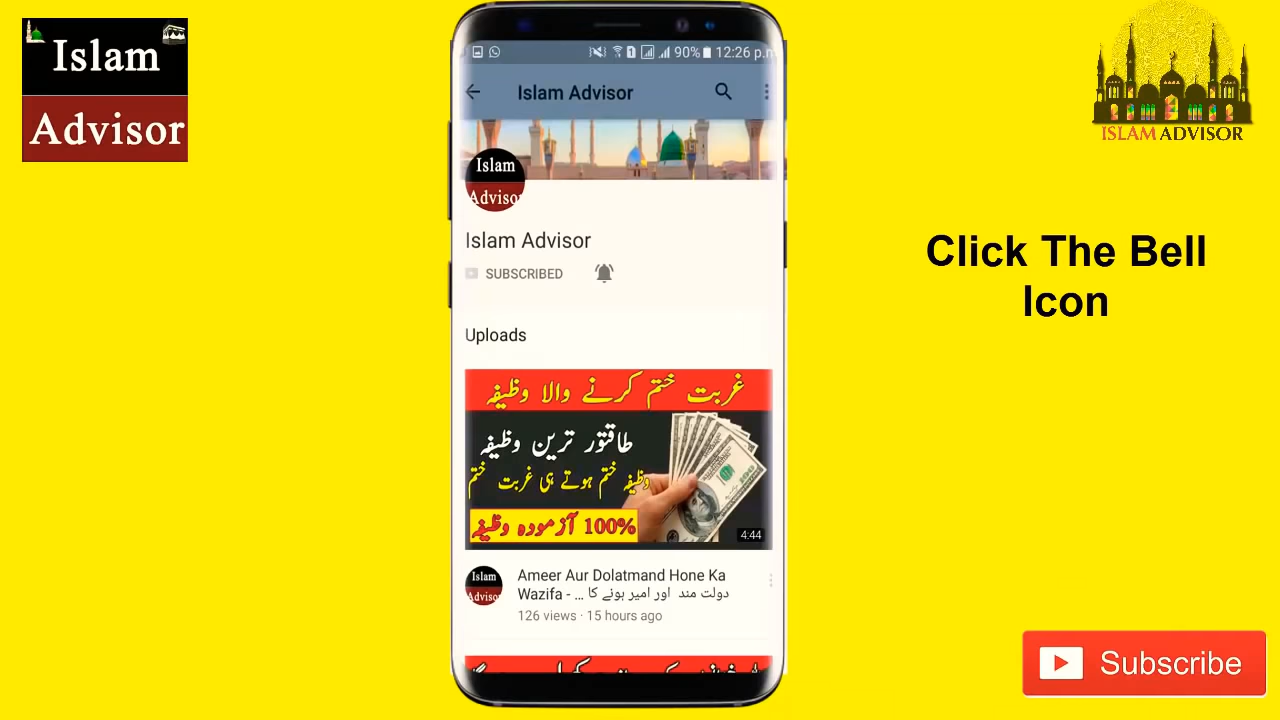 Islam
Advisor
90% 12:26 p.m
Islam Advisor
ISLAM ADVISOR
Islam
Advisor
Islam Advisor
SUBSCRIBED
Click The Bell
Icon
Uploads
غربت ختم کرنے والا وظیفہ
طاقتور ترین وظیفہ
وظیفہ ختم ہوتے ہی غربت ختم
100% آزمودہ وظیفہ
4:44
Islam
Advisor
Ameer Aur Dolatmand Hone Ka
Wazifa - ... دولت مند اور امیر ہونے کا
126 views · 15 hours ago
Subscribe